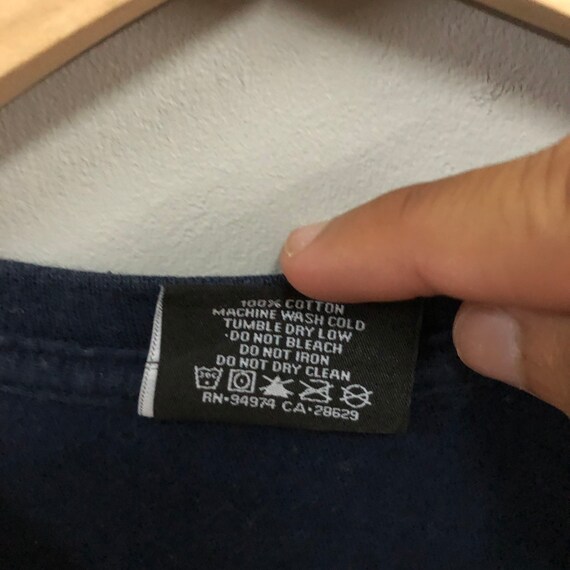 100% COTTON
MACHINE WASH COLD
TUMBLE DRY LOW
·DO NOT BLEACH
DO NOT IRON
DO NOT DRY CLEAN
30C
RN·94974 CA·28629